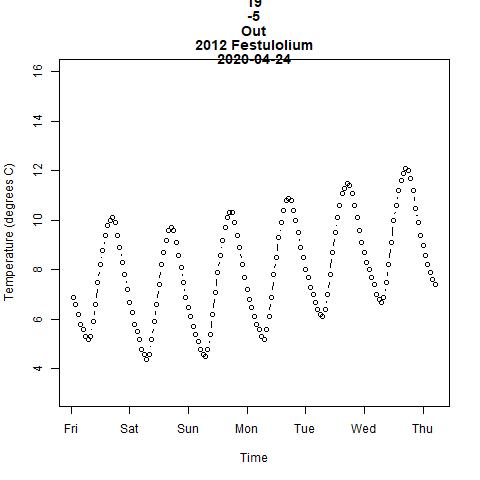 19
-5
Out
2012 Festulolium
2020-04-24
Temperature (degrees C)
16
14
12
10
8
6
4
Fri Sat Sun Mon Tue Wed Thu
Time